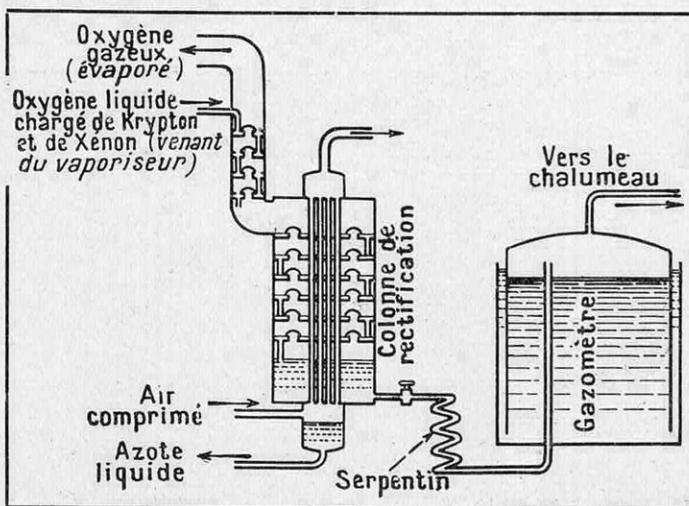 Oxygène
gazeux
(évaporé)
Oxygène liquide
chargé de Krypton
et de Xénon (venant
du vaporiseur)
Vers le
chalumeau
Colonne de
rectification
Gazomètre
Air
comprimé
Azote
liquide
Serpentin